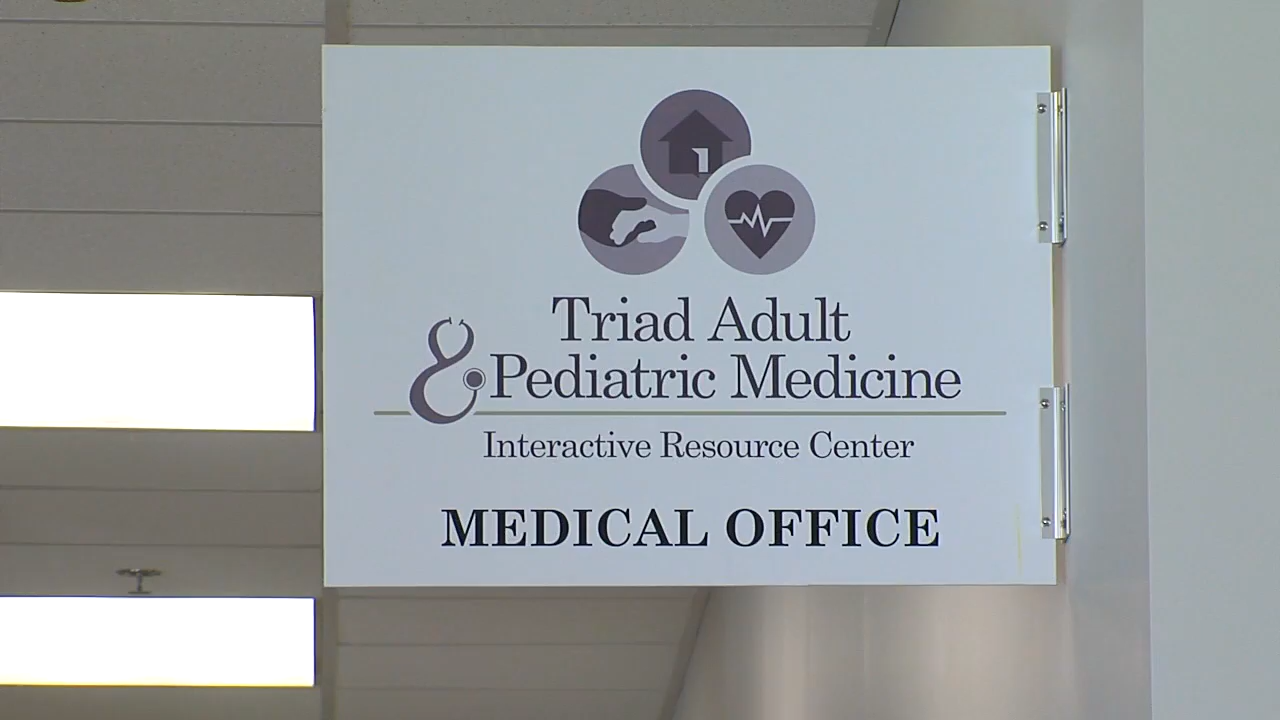 Triad Adult
& Pediatric Medicine
Interactive Resource Center
MEDICAL OFFICE